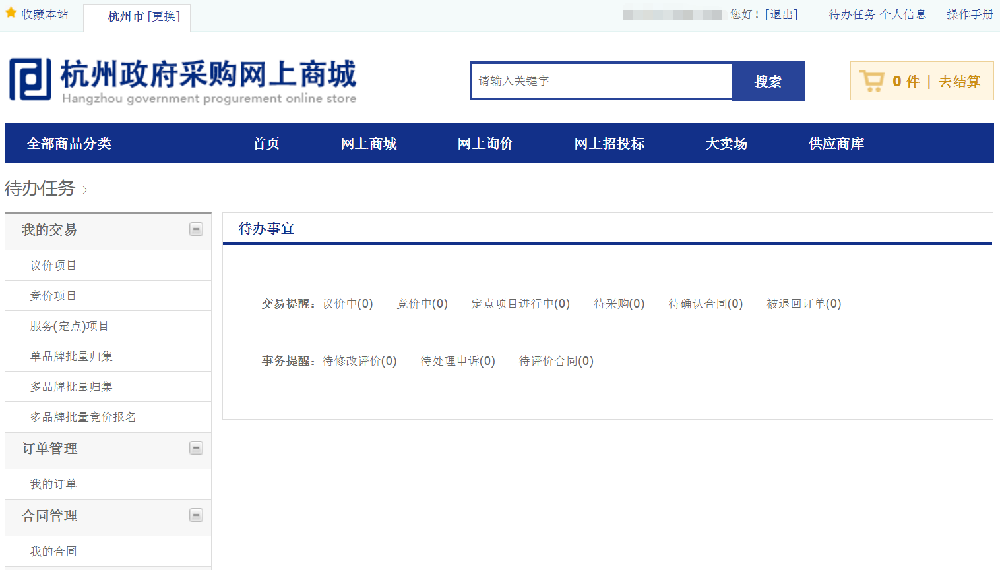 收藏本站
杭州市 [更换]
您好！[退出]
待办任务 个人信息
操作手册
杭州政府采购网上商城
Hangzhou government progurement online store
请输入关键字
搜索
0 件 | 去结算
全部商品分类
首页
网上商城
网上询价
网上招投标
大卖场
供应商库
待办任务 >
我的交易
议价项目
竞价项目
服务(定点)项目
单品牌批量归集
多品牌批量归集
多品牌批量竞价报名
订单管理
我的订单
合同管理
我的合同
待办事宜
交易提醒：议价中(0) 竞价中(0) 定点项目进行中(0) 待采购(0) 待确认合同(0) 被退回订单(0)
事务提醒：待修改评价(0) 待处理申诉(0) 待评价合同(0)